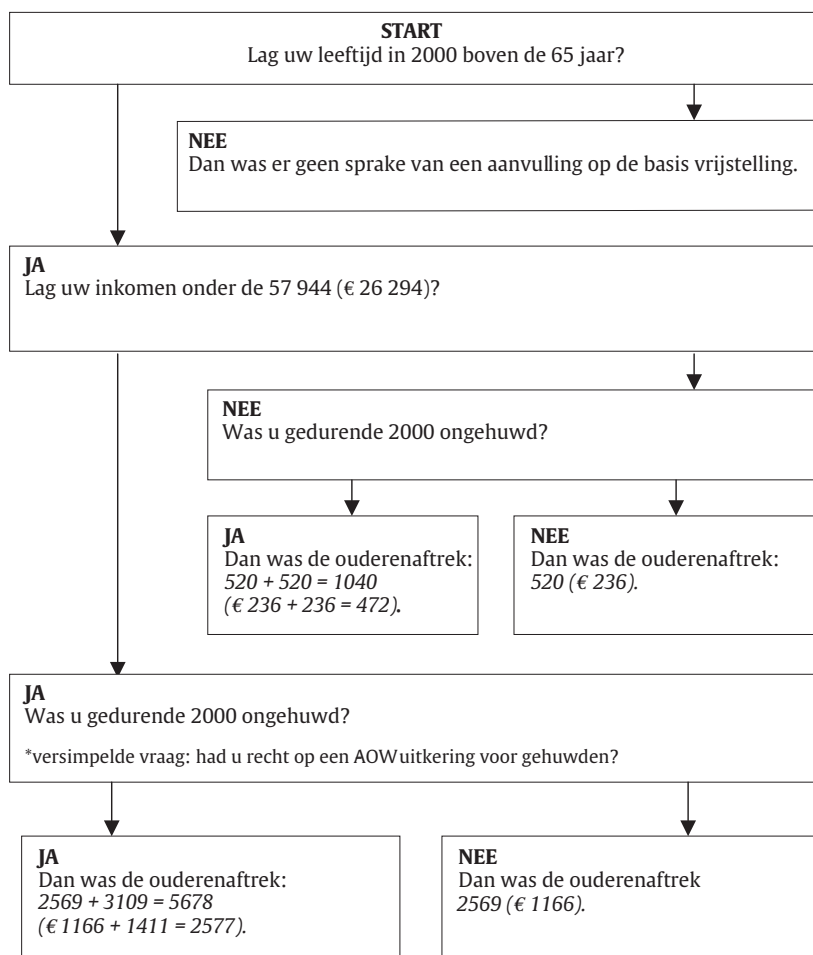 START
Lag uw leeftijd in 2000 boven de 65 jaar?
NEE
Dan was er geen sprake van een aanvulling op de basis vrijstelling.
JA
Lag uw inkomen onder de 57 944 (€ 26 294)?
NEE
Was u gedurende 2000 ongehuwd?
JA
Dan was de ouderenaftrek:
520 + 520 = 1040
(€ 236 + 236 = 472).
NEE
Dan was de ouderenaftrek:
520 (€ 236).
JA
Was u gedurende 2000 ongehuwd?
*versimpelde vraag: had u recht op een AOWuitkering voor gehuwden?
JA
Dan was de ouderenaftrek:
2569 + 3109 = 5678
(€ 1166 + 1411 = 2577).
NEE
Dan was de ouderenaftrek
2569 (€ 1166).